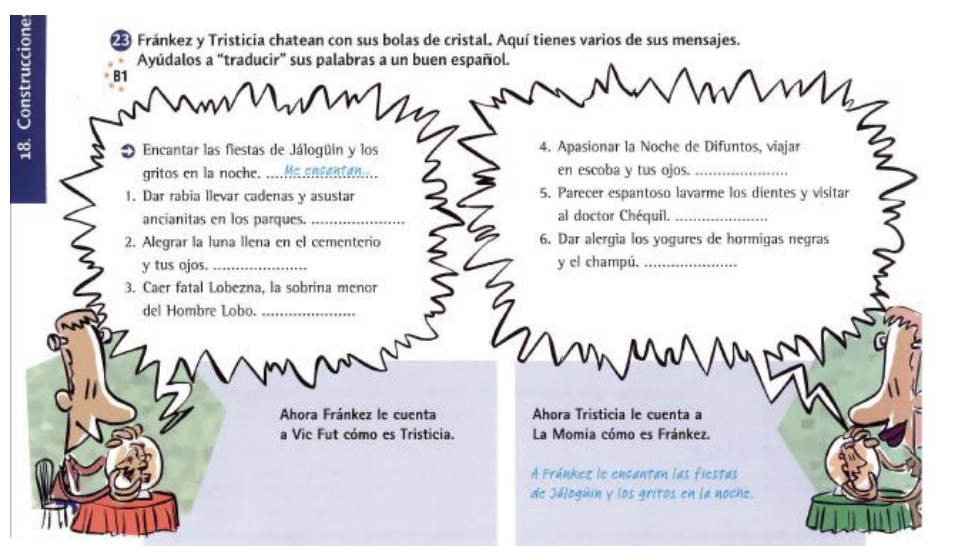 18. Construcciones
23 Fránkez y Tristicia chatean con sus bolas de cristal. Aquí tienes varios de sus mensajes.
Ayúdalos a “traducir” sus palabras a un buen español.
B1
Encantar las fiestas de Jálogüin y los
gritos en la noche. ....Me encantan...
1. Dar rabia llevar cadenas y asustar
ancianitas en los parques. .....................
2. Alegrar la luna llena en el cementerio
y tus ojos. .....................
3. Caer fatal Lobezna, la sobrina menor
del Hombre Lobo. .....................
4. Apasionar la Noche de Difuntos, viajar
en escoba y tus ojos. .....................
5. Parecer espantoso lavarme los dientes y visitar
al doctor Chéquil. .....................
6. Dar alergia los yogures de hormigas negras
y el champú. .....................
Ahora Fránkez le cuenta
a Vic Fut cómo es Tristicia.
Ahora Tristicia le cuenta a
La Momia cómo es Fránkez.
A Fránkez le encantan las fiestas
de Jálogüin y los gritos en la noche.